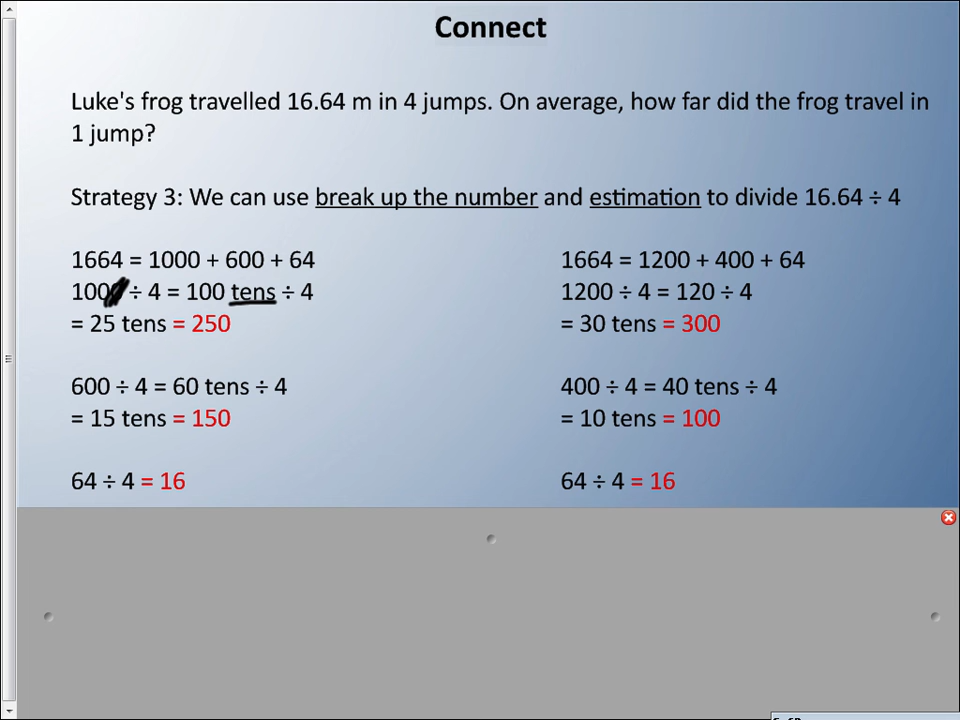 Connect
Luke's frog travelled 16.64 m in 4 jumps. On average, how far did the frog travel in
1 jump?
Strategy 3: We can use break up the number and estimation to divide 16.64 ÷ 4
1664 = 1000 + 600 + 64
1000 ÷ 4 = 100 tens ÷ 4
= 25 tens = 250
600 ÷ 4 = 60 tens ÷ 4
= 15 tens = 150
64 ÷ 4 = 16
1664 = 1200 + 400 + 64
1200 ÷ 4 = 120 ÷ 4
= 30 tens = 300
400 ÷ 4 = 40 tens ÷ 4
= 10 tens = 100
64 ÷ 4 = 16